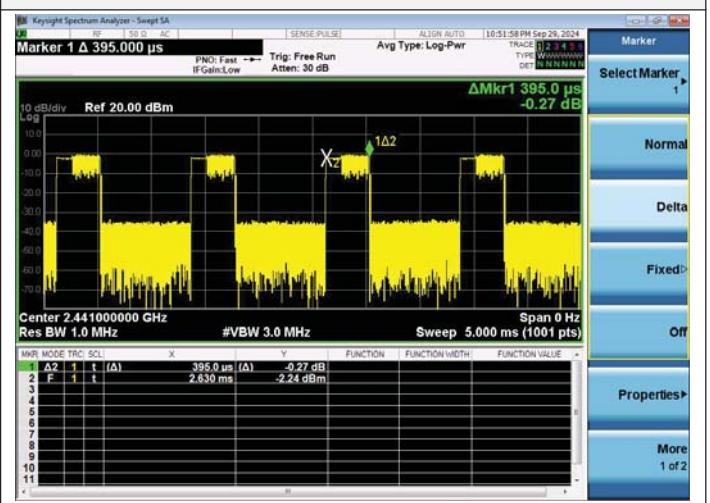 Keysight Spectrum Analyzer - Swept SA
RF 50 Ω AC SENSE:PULSE ALIGN AUTO 10:51:58 PM Sep 29, 2024
Marker 1 Δ 395.000 µs
PNO: Fast
IFGain:Low
Trig: Free Run
Atten: 30 dB
Avg Type: Log-Pwr
TRACE 1 2 3 4 5 6
TYPE
DET N N N N N N
ΔMkr1 395.0 µs
-0.27 dB
10 dB/div Ref 20.00 dBm
Log
10.0
0.00
-10.0
-20.0
-30.0
-40.0
-50.0
-60.0
-70.0
X2
1Δ2
Center 2.441000000 GHz
Span 0 Hz
Res BW 1.0 MHz
#VBW 3.0 MHz
Sweep 5.000 ms (1001 pts)
MKR MODE TRC SCL X Y FUNCTION FUNCTION WIDTH FUNCTION VALUE
1 Δ2 1 t (Δ) 395.0 us (Δ) -0.27 dB
2 F 1 t 2.630 ms -2.24 dBm
3
4
5
6
7
8
9
10
11
Marker
Select Marker
1
Normal
Delta
Fixed
Off
Properties
More
1 of 2